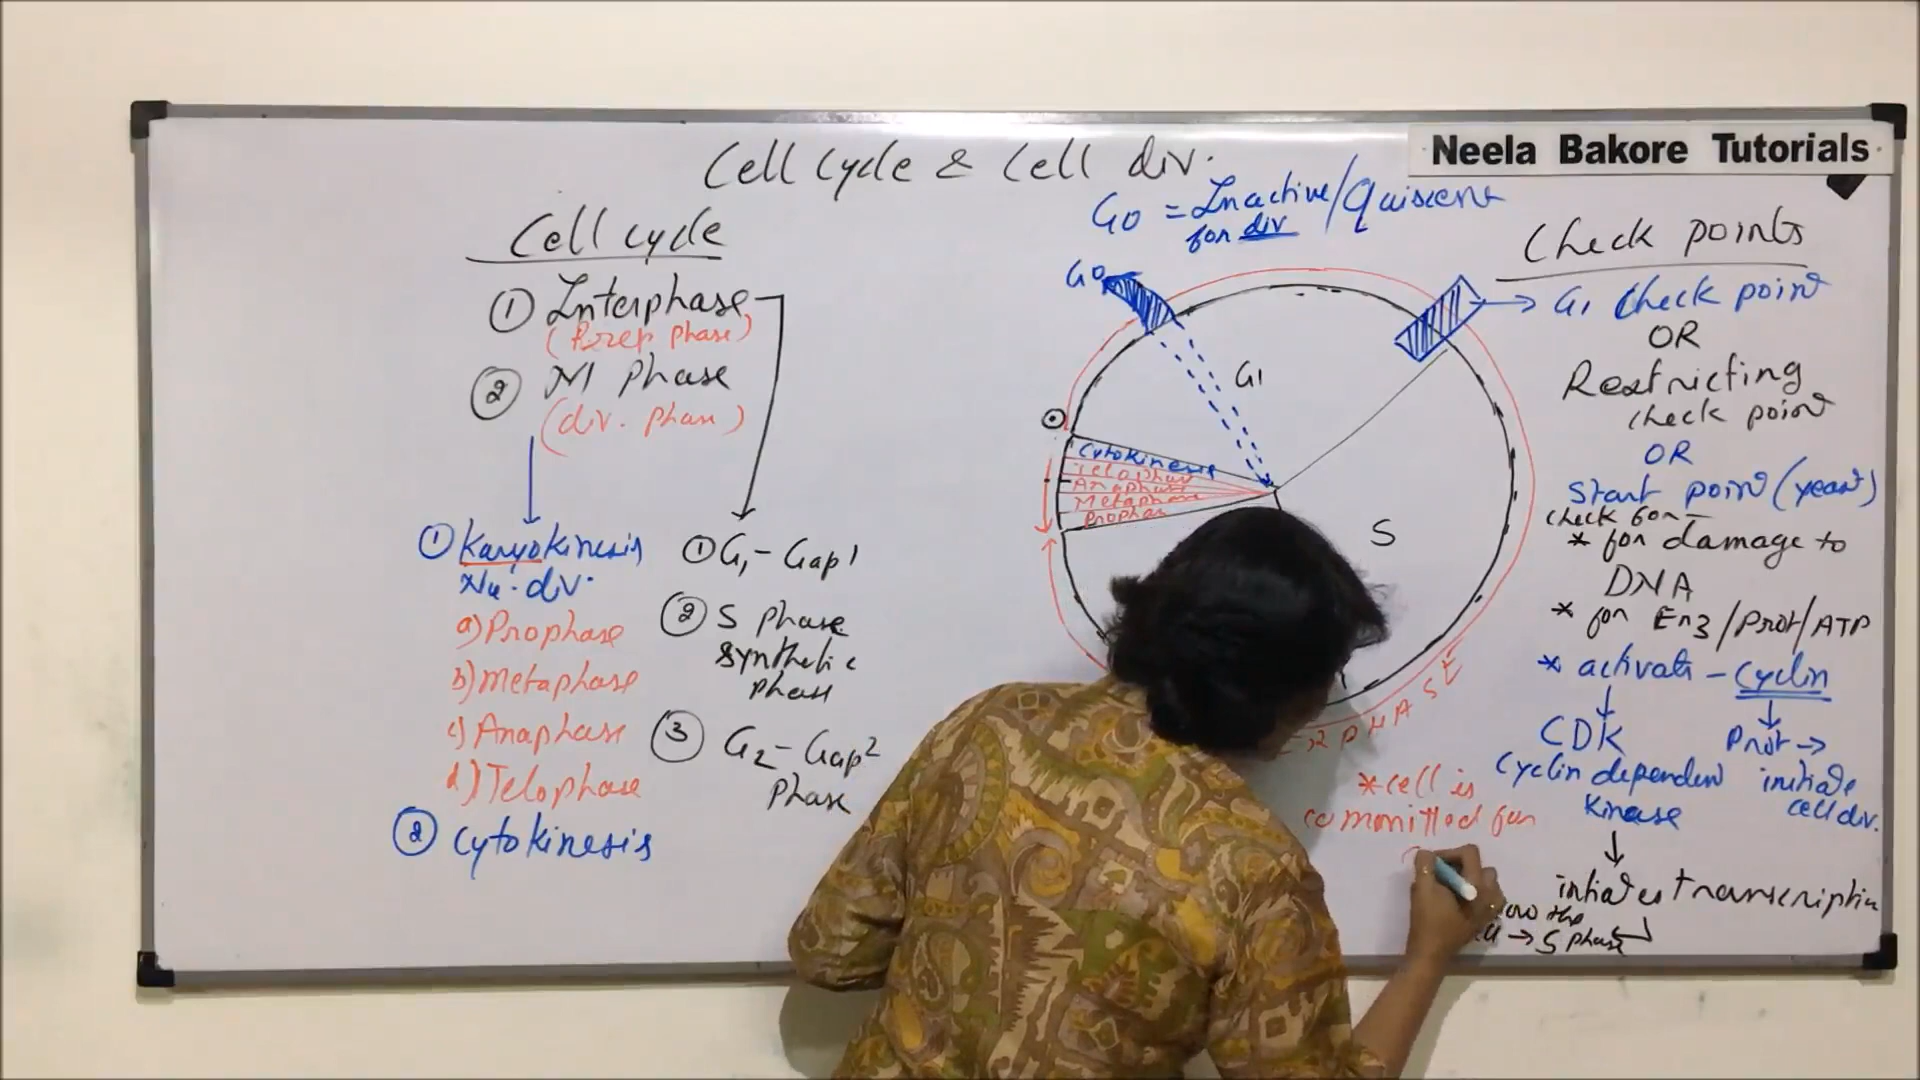 Neela Bakore Tutorials
Cell Cycle & Cell div.
Cell cycle
① Interphase
(Prep phase)
② M phase
(div. phase)
① Karyokinesis
Nu. div.
a) Prophase
b) Metaphase
c) Anaphase
d) Telophase
② Cytokinesis
① G1 - Gap 1
② S phase
synthetic
phase
③ G2 - Gap 2
phase
G0 = Inactive/Quiscent
for div
G0
G1
S
Cytokinesis
Telophase
Anaphase
Metaphase
Prophase
RPHASE
Check points
G1 Check point
OR
Restricting
check point
OR
Start point (yeast)
check for -
* for damage to
DNA
* for Enz/Prot/ATP
* activats - Cyclin
CDK
Cyclin dependent
kinase
Prot →
initiate
cell div.
initiates transcription
the
→ S phase
* cell is
committed for